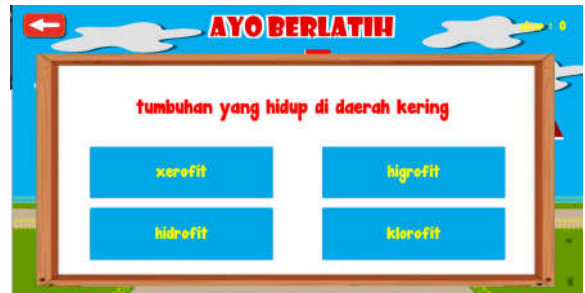 AYO BERLATIH
tumbuhan yang hidup di daerah kering
xerofit
higrofit
hidrofit
klorofit